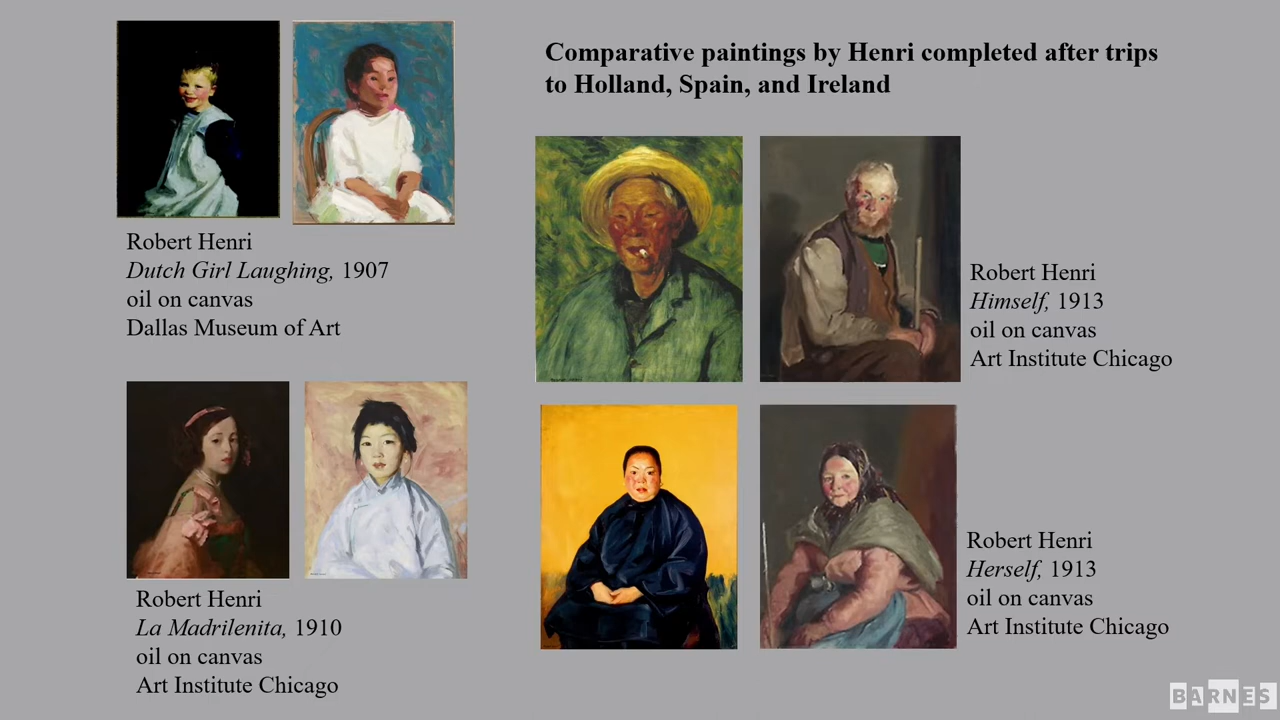 Comparative paintings by Henri completed after trips
to Holland, Spain, and Ireland
Robert Henri
Dutch Girl Laughing, 1907
oil on canvas
Dallas Museum of Art
Robert Henri
Himself, 1913
oil on canvas
Art Institute Chicago
Robert Henri
La Madrilenita, 1910
oil on canvas
Art Institute Chicago
Robert Henri
Herself, 1913
oil on canvas
Art Institute Chicago
BARNES